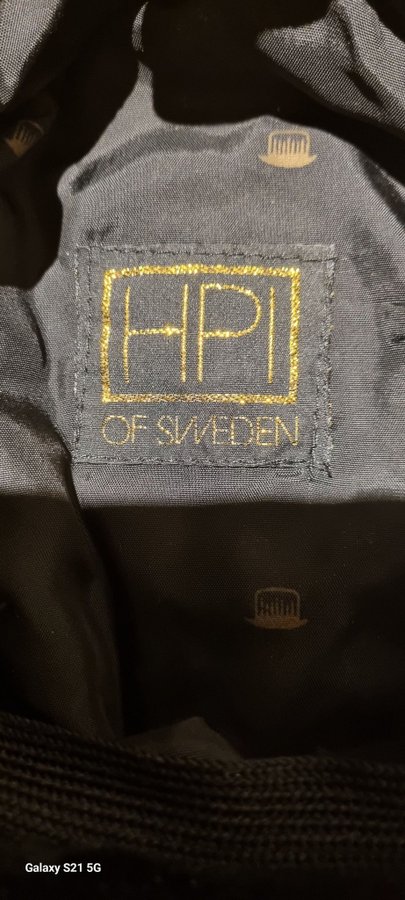 HPI
OF SWEDEN
Galaxy S21 5G